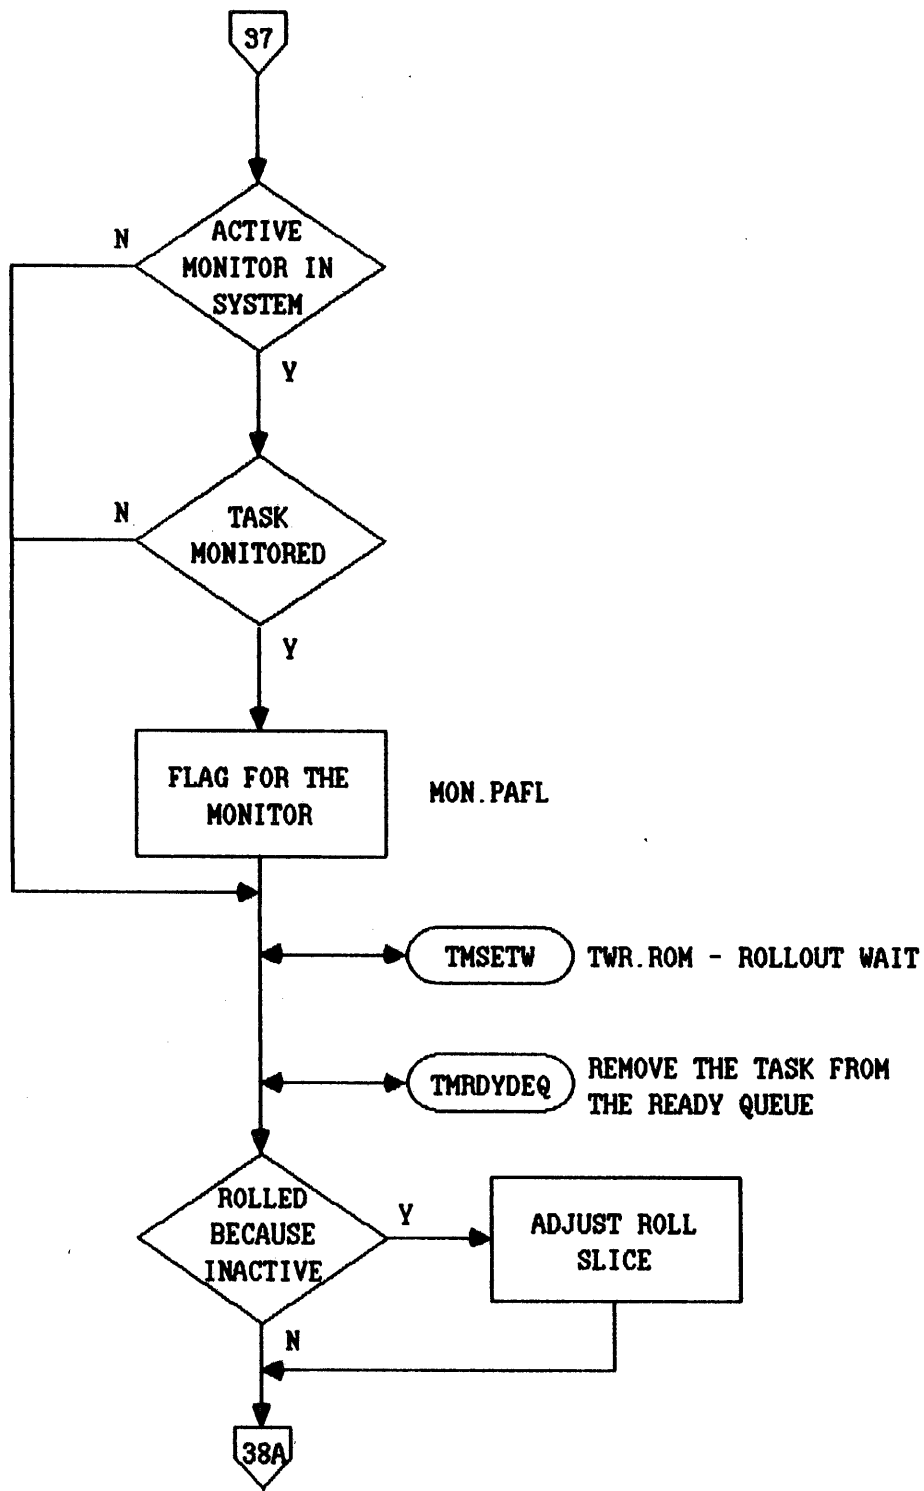 37
N
ACTIVE
MONITOR IN
SYSTEM
Y
N
TASK
MONITORED
Y
FLAG FOR THE
MONITOR
MON.PAFL
TMSETW
TWR.ROM - ROLLOUT WAIT
TMRDYDEQ
REMOVE THE TASK FROM
THE READY QUEUE
ROLLED
BECAUSE
INACTIVE
Y
ADJUST ROLL
SLICE
N
38A